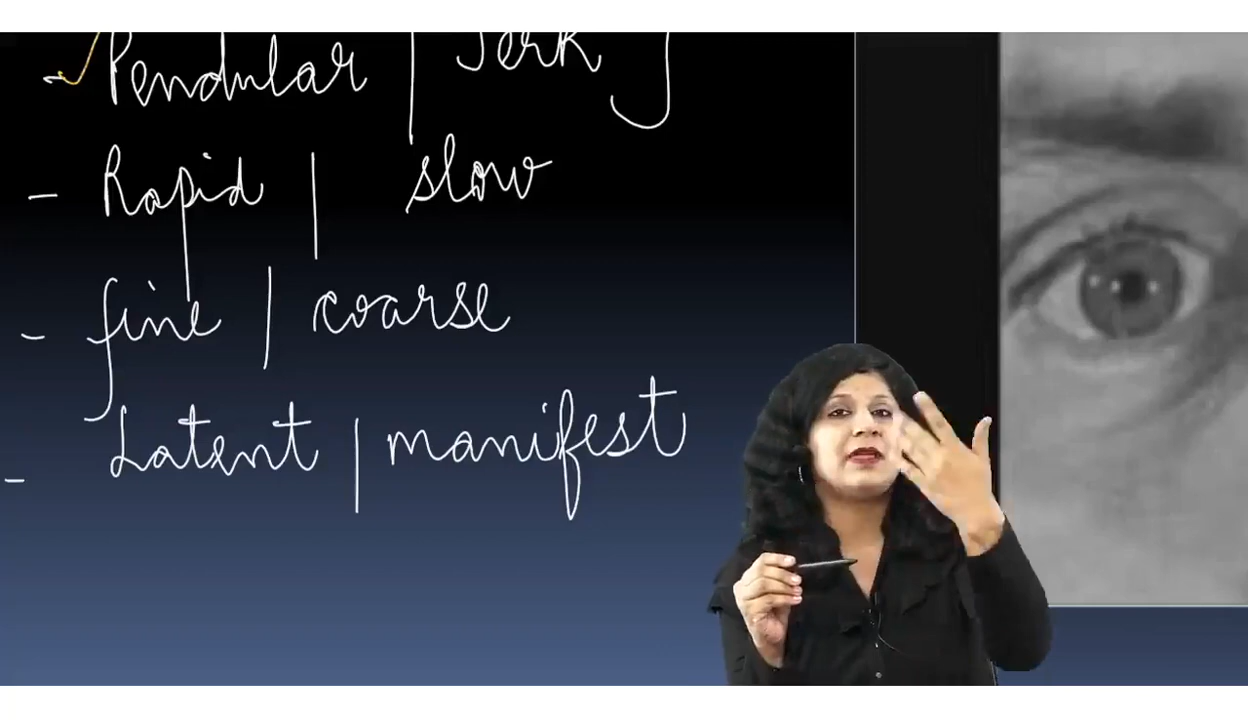 - Pendular | Jerk
- Rapid | slow
- fine | coarse
- Latent | manifest